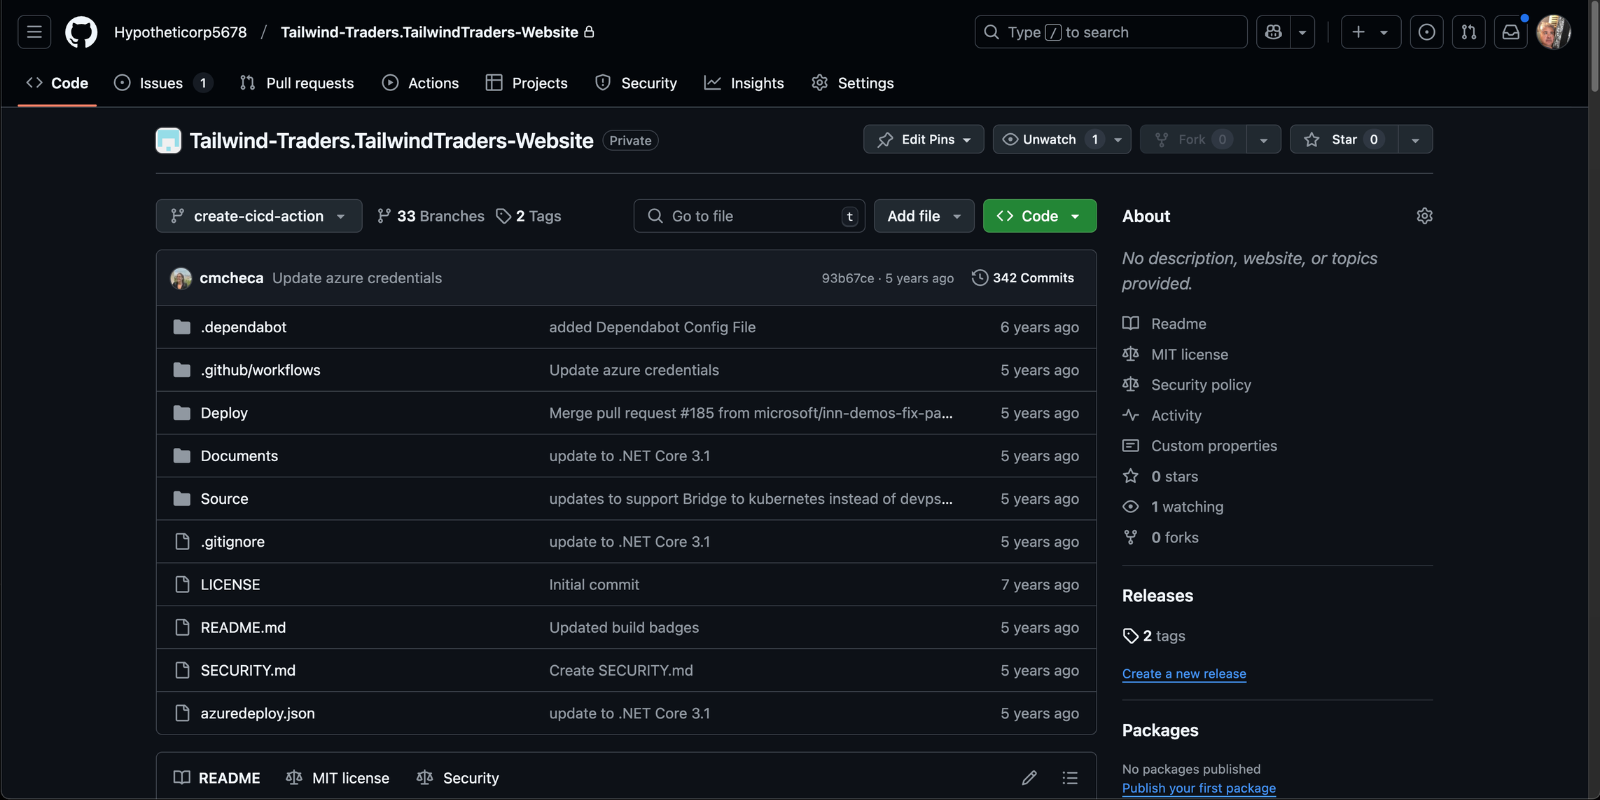 Hypotheticorp5678 / Tailwind-Traders.TailwindTraders-Website
Type / to search
Code Issues 1 Pull requests Actions Projects Security Insights Settings
Tailwind-Traders.TailwindTraders-Website Private
Edit Pins Unwatch 1 Fork 0 Star 0
create-cicd-action 33 Branches 2 Tags Go to file t Add file Code
cmcheca Update azure credentials 93b67ce · 5 years ago 342 Commits
.dependabot added Dependabot Config File 6 years ago
.github/workflows Update azure credentials 5 years ago
Deploy Merge pull request #185 from microsoft/inn-demos-fix-pa... 5 years ago
Documents update to .NET Core 3.1 5 years ago
Source updates to support Bridge to kubernetes instead of devps... 5 years ago
.gitignore update to .NET Core 3.1 5 years ago
LICENSE Initial commit 7 years ago
README.md Updated build badges 5 years ago
SECURITY.md Create SECURITY.md 5 years ago
azuredeploy.json update to .NET Core 3.1 5 years ago
README MIT license Security
About
No description, website, or topics
provided.
Readme
MIT license
Security policy
Activity
Custom properties
0 stars
1 watching
0 forks
Releases
2 tags
Create a new release
Packages
No packages published
Publish your first package